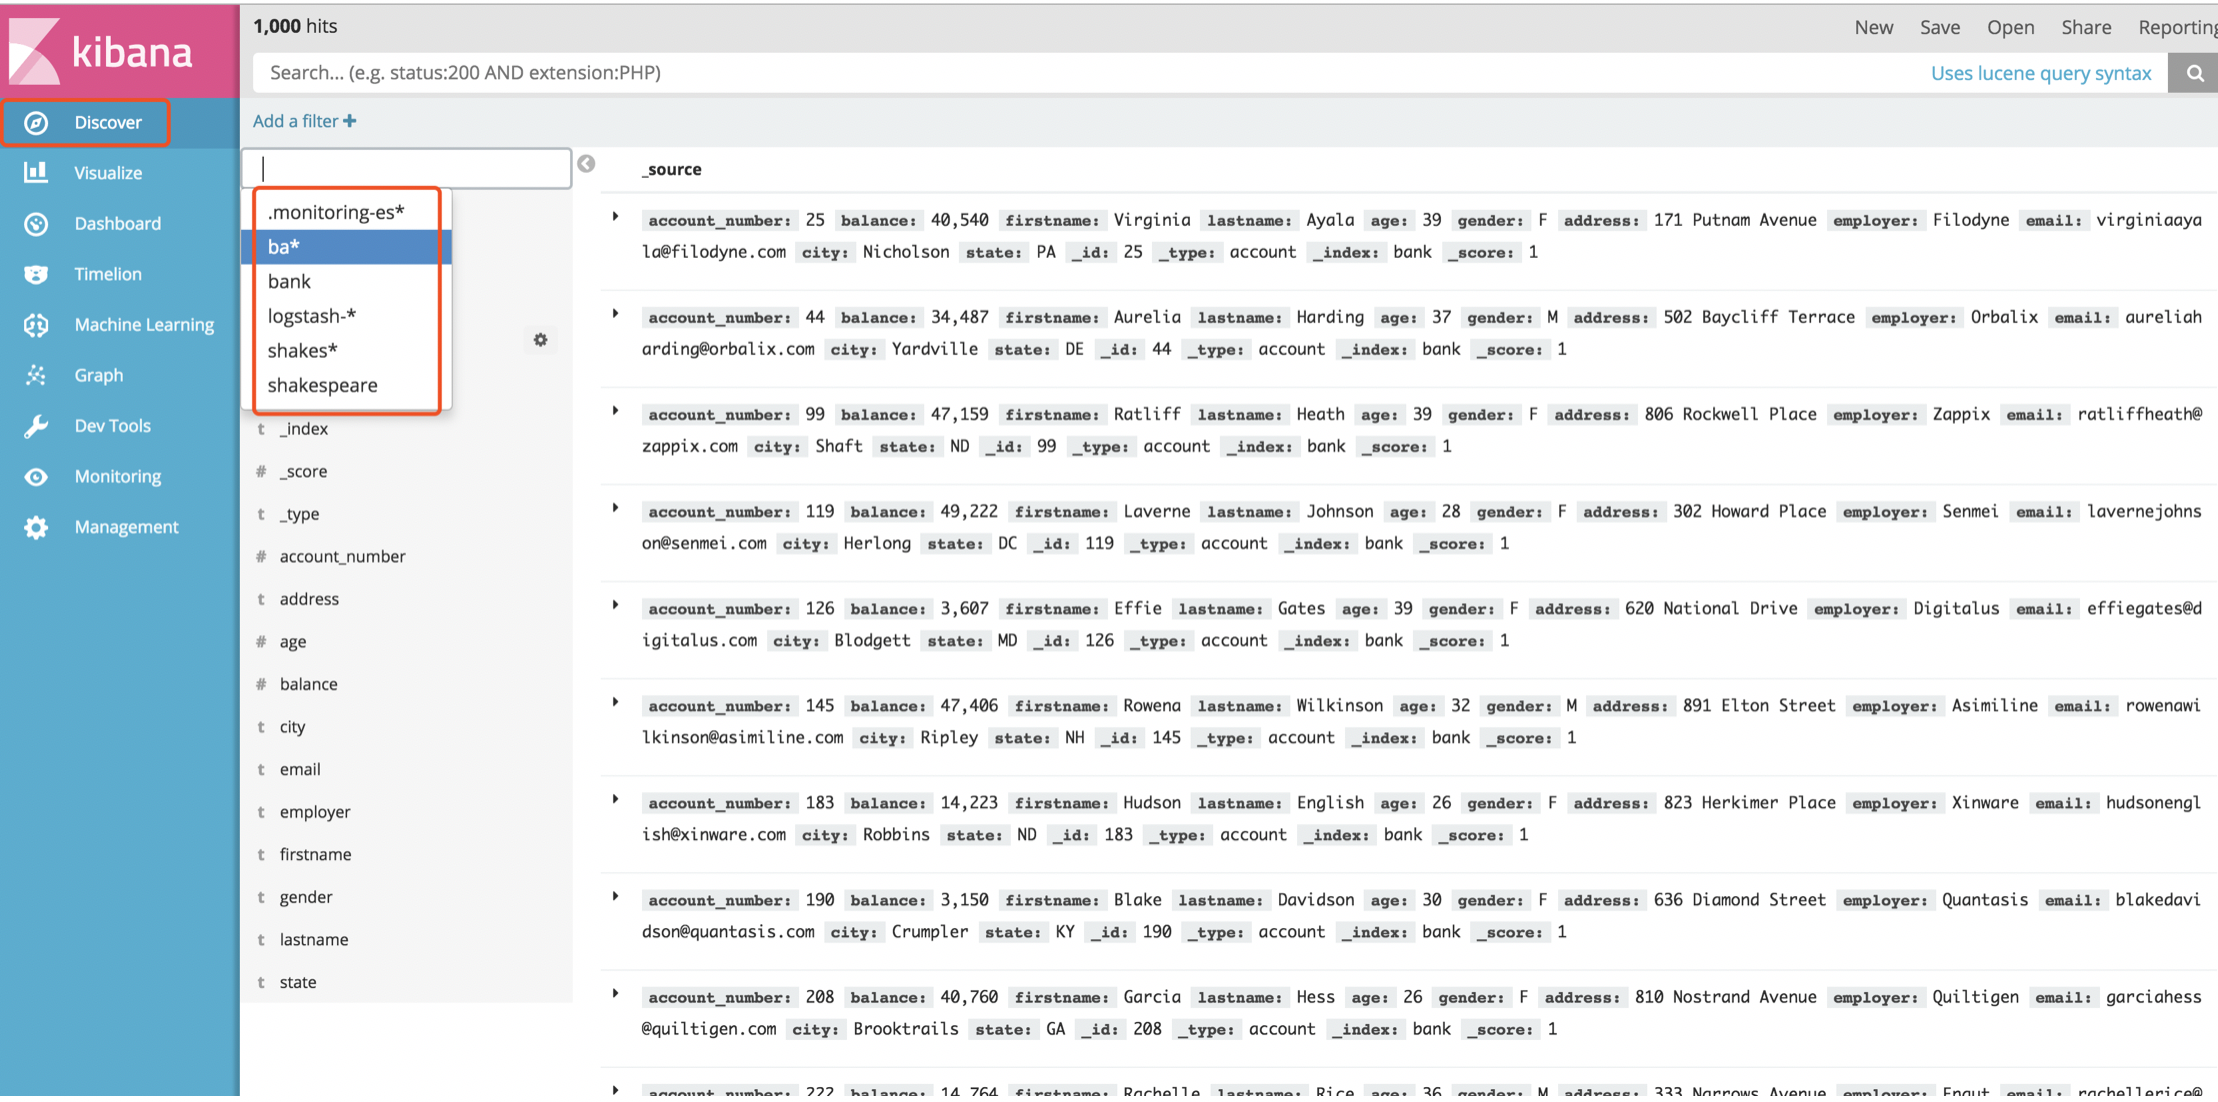 kibana
Discover
Visualize
Dashboard
Timelion
Machine Learning
Graph
Dev Tools
Monitoring
Management
1,000 hits
New Save Open Share Reporting
Search... (e.g. status:200 AND extension:PHP)
Uses lucene query syntax
Add a filter +
.monitoring-es*
ba*
bank
logstash-*
shakes*
shakespeare
t _index
# _score
t _type
# account_number
t address
# age
# balance
t city
t email
t employer
t firstname
t gender
t lastname
t state
_source
account_number: 25 balance: 40,540 firstname: Virginia lastname: Ayala age: 39 gender: F address: 171 Putnam Avenue employer: Filodyne email: virginiaaya
la@filodyne.com city: Nicholson state: PA _id: 25 _type: account _index: bank _score: 1
account_number: 44 balance: 34,487 firstname: Aurelia lastname: Harding age: 37 gender: M address: 502 Baycliff Terrace employer: Orbalix email: aureliah
arding@orbalix.com city: Yardville state: DE _id: 44 _type: account _index: bank _score: 1
account_number: 99 balance: 47,159 firstname: Ratliff lastname: Heath age: 39 gender: F address: 806 Rockwell Place employer: Zappix email: ratliffheath@
zappix.com city: Shaft state: ND _id: 99 _type: account _index: bank _score: 1
account_number: 119 balance: 49,222 firstname: Laverne lastname: Johnson age: 28 gender: F address: 302 Howard Place employer: Senmei email: lavernejohns
on@senmei.com city: Herlong state: DC _id: 119 _type: account _index: bank _score: 1
account_number: 126 balance: 3,607 firstname: Effie lastname: Gates age: 39 gender: F address: 620 National Drive employer: Digitalus email: effiegates@d
igitalus.com city: Blodgett state: MD _id: 126 _type: account _index: bank _score: 1
account_number: 145 balance: 47,406 firstname: Rowena lastname: Wilkinson age: 32 gender: M address: 891 Elton Street employer: Asimiline email: rowenawi
lkinson@asimiline.com city: Ripley state: NH _id: 145 _type: account _index: bank _score: 1
account_number: 183 balance: 14,223 firstname: Hudson lastname: English age: 26 gender: F address: 823 Herkimer Place employer: Xinware email: hudsonengl
ish@xinware.com city: Robbins state: ND _id: 183 _type: account _index: bank _score: 1
account_number: 190 balance: 3,150 firstname: Blake lastname: Davidson age: 30 gender: F address: 636 Diamond Street employer: Quantasis email: blakedavi
dson@quantasis.com city: Crumpler state: KY _id: 190 _type: account _index: bank _score: 1
account_number: 208 balance: 40,760 firstname: Garcia lastname: Hess age: 26 gender: F address: 810 Nostrand Avenue employer: Quiltigen email: garciahess
@quiltigen.com city: Brooktrails state: GA _id: 208 _type: account _index: bank _score: 1
account_number: 222 balance: 14,764 firstname: Rachelle lastname: Rice age: 36 gender: M address: 333 Narrows Avenue employer: Enaut email: rachellerice@